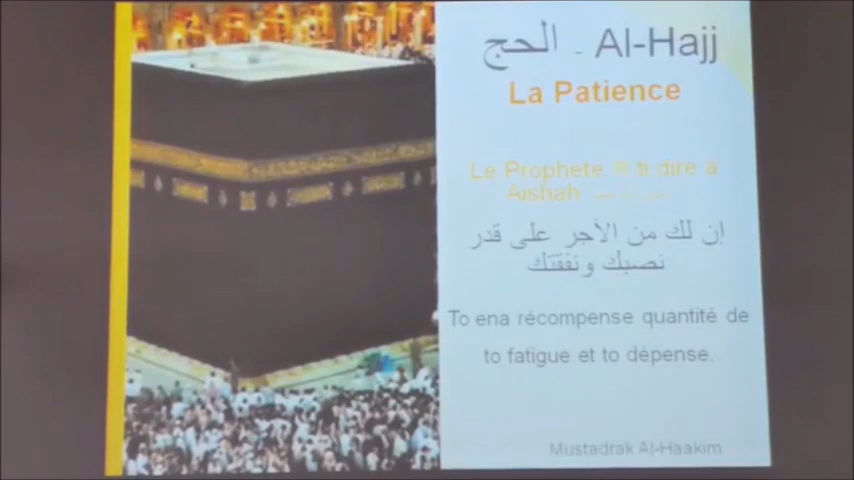 الحج - Al-Hajj
La Patience
Le Prophete ﷺ ti dire à
Aishah
إن لك من الأجر على قدر
نصبك ونفقتك
To ena récompense quantité de
to fatigue et to dépense.
Mustadrak Al-Haakim